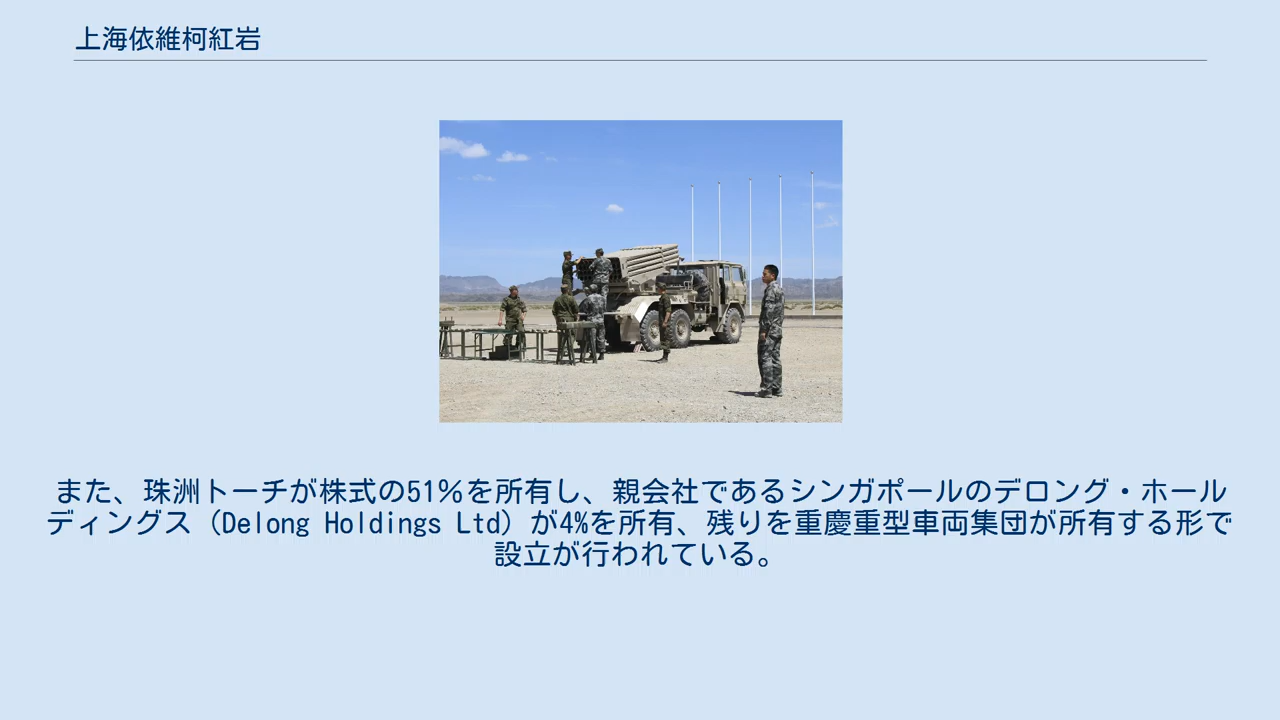 上海依維柯紅岩
また、珠洲トーチが株式の51％を所有し、親会社であるシンガポールのデロング・ホール
ディングス（Delong Holdings Ltd）が4%を所有、残りを重慶重型車両集団が所有する形で
設立が行われている。